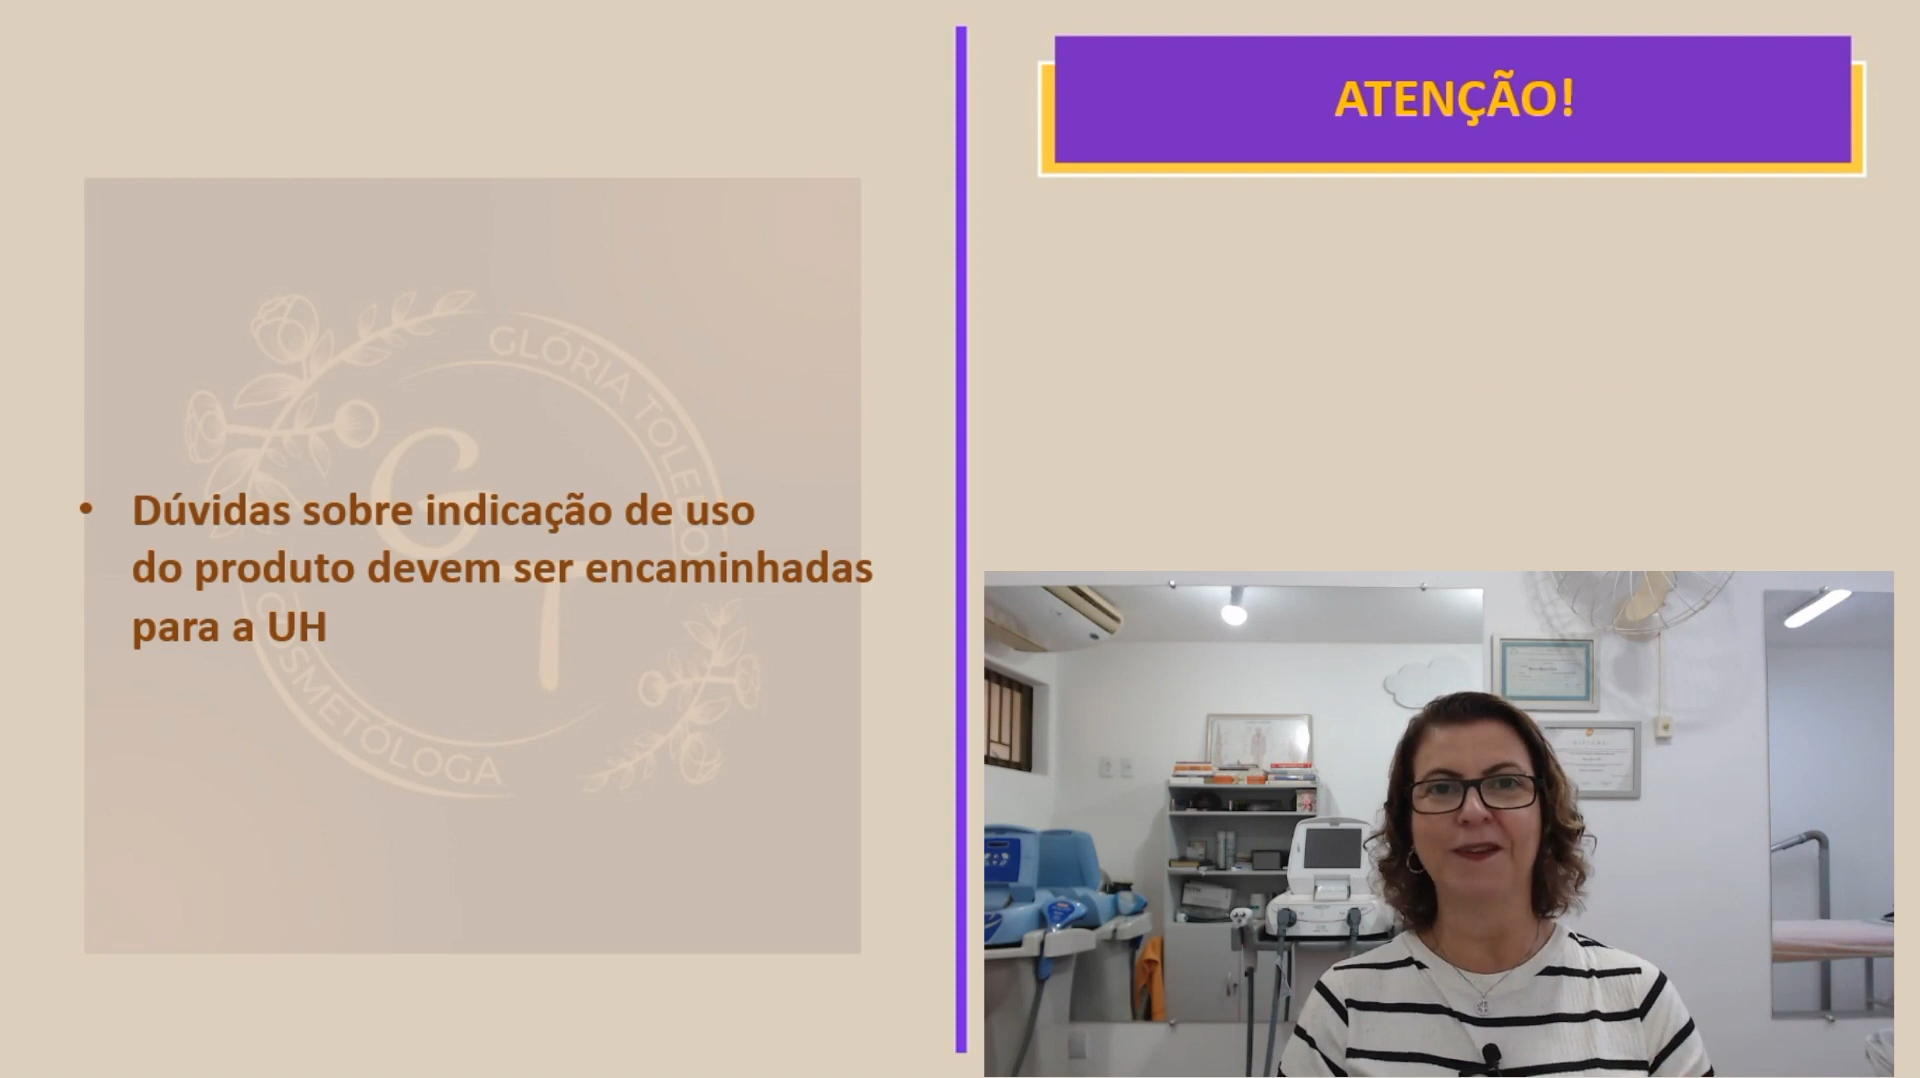 ATENÇÃO!
GLÓRIA TOLEDO
G
T
COSMETÓLOGA
• Dúvidas sobre indicação de uso
do produto devem ser encaminhadas
para a UH